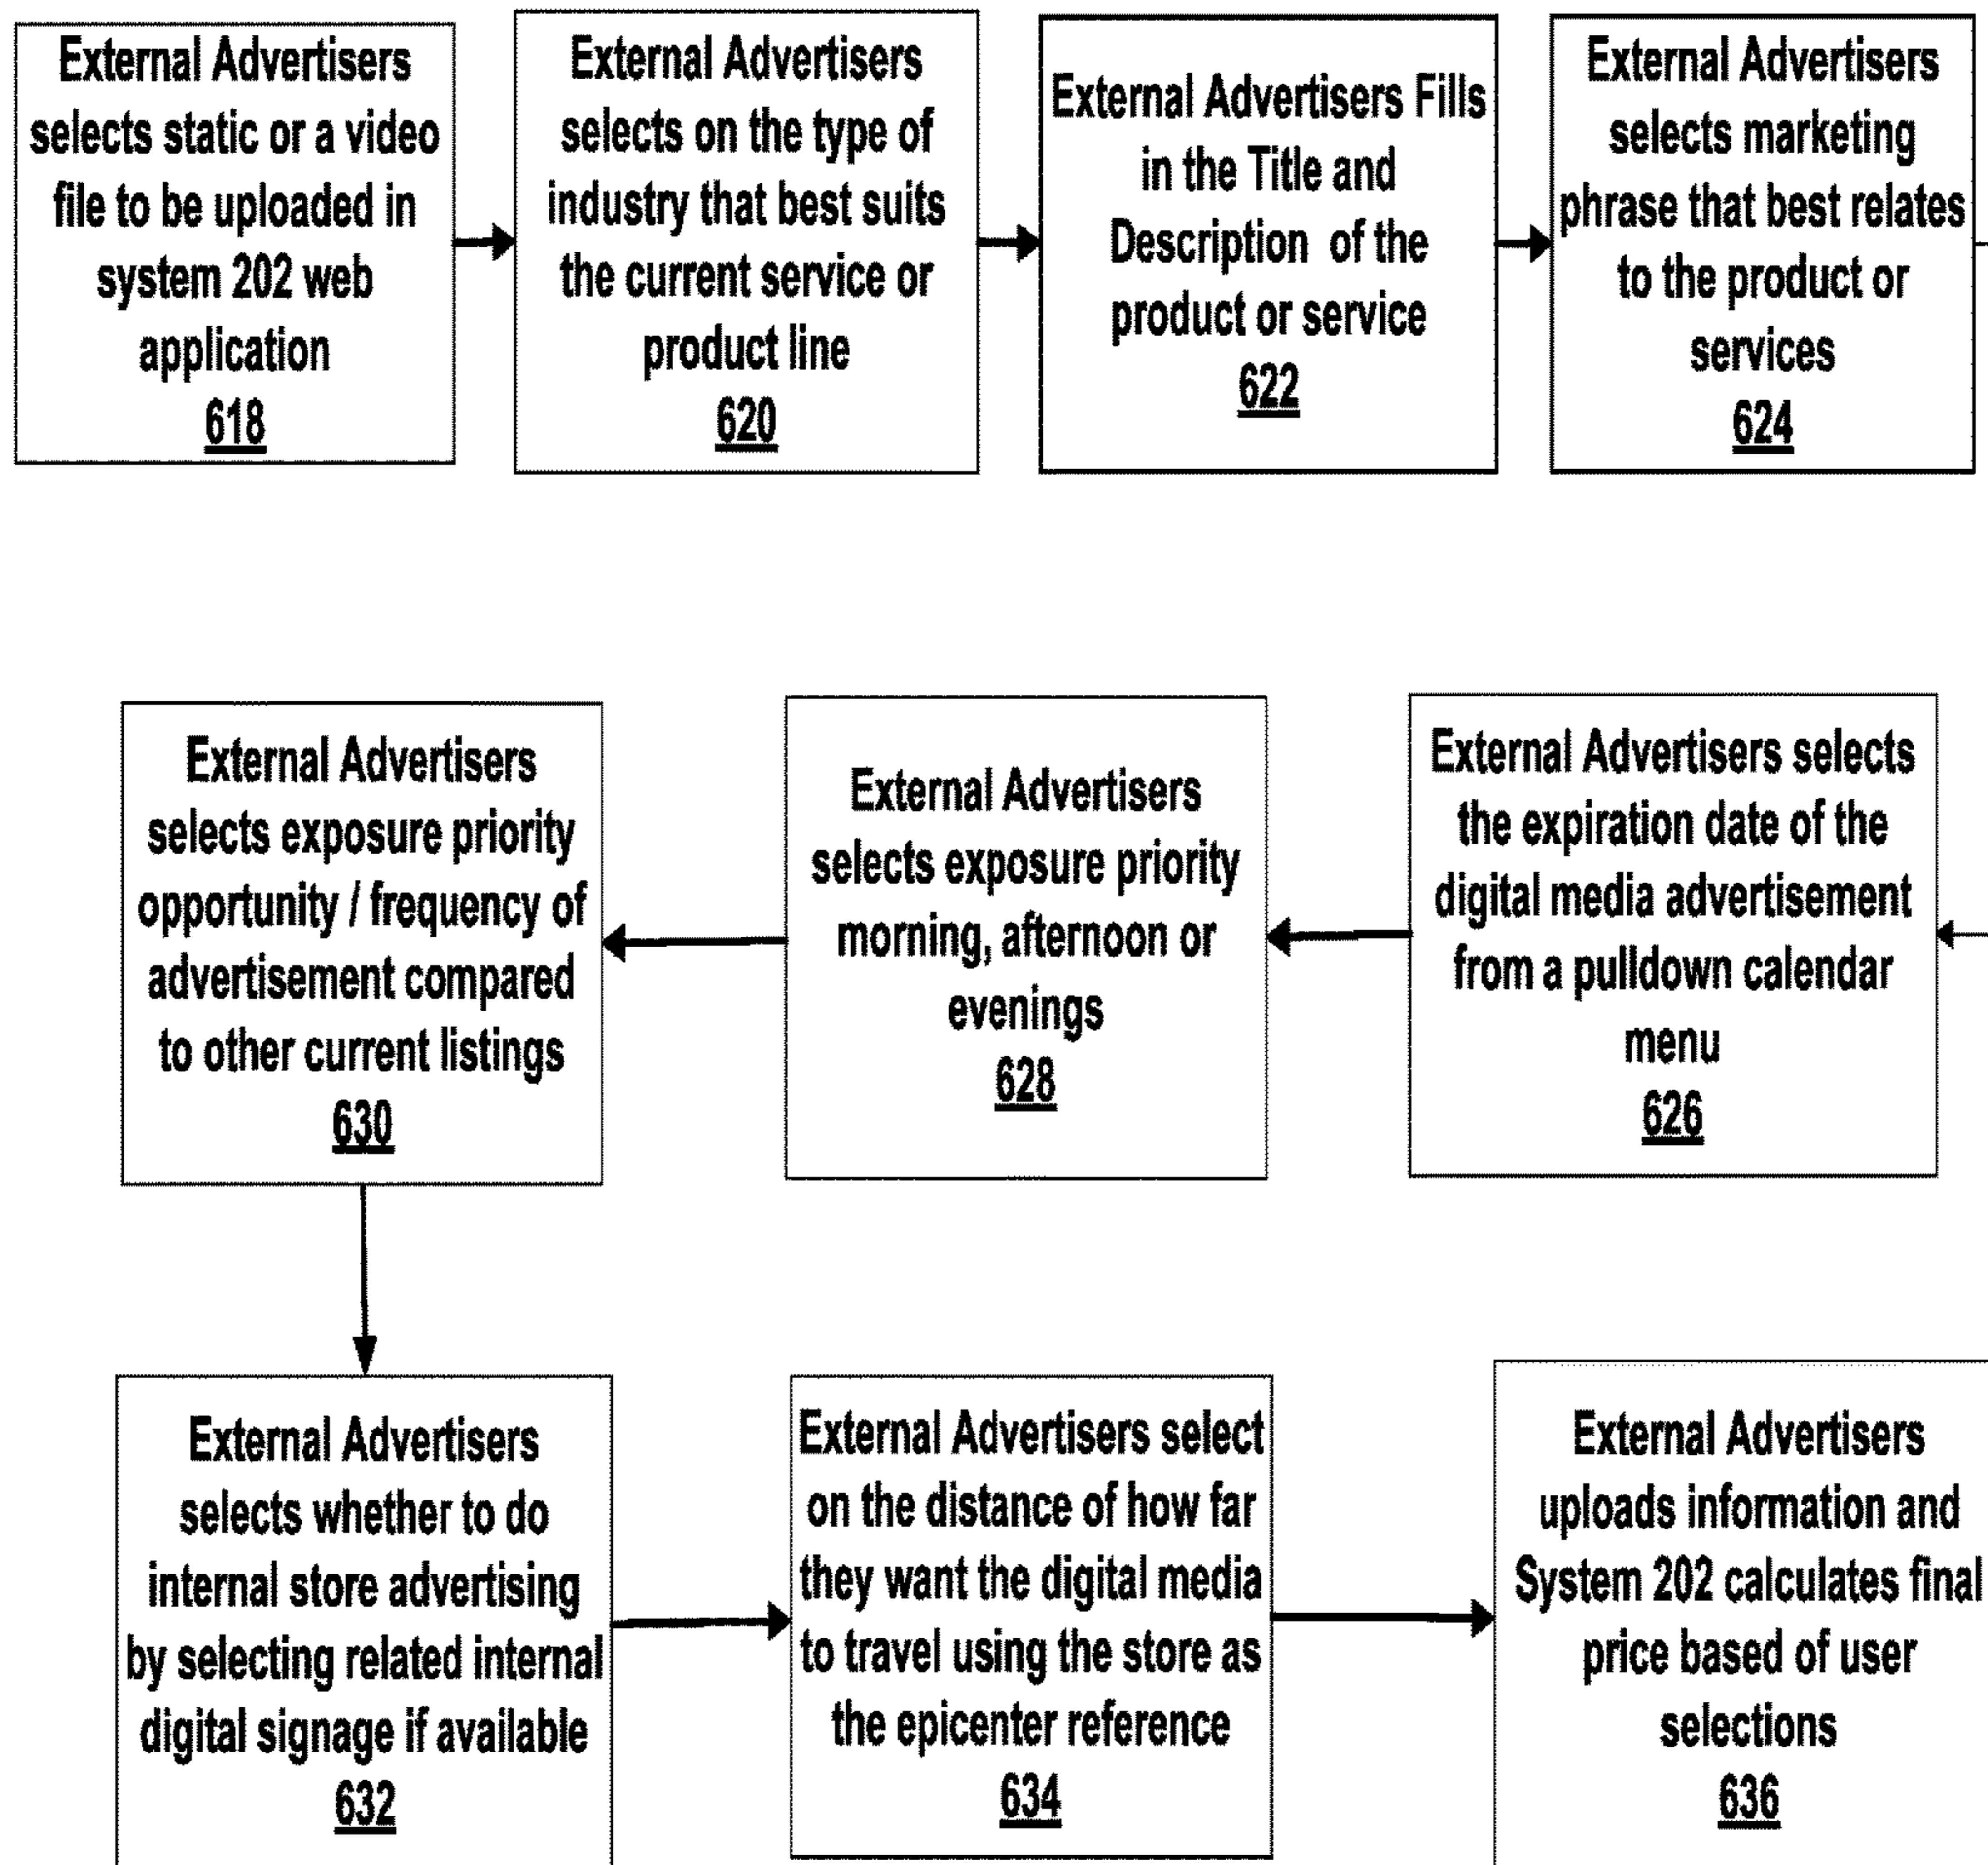 External Advertisers
selects static or a video
file to be uploaded in
system 202 web
application
618
External Advertisers
selects on the type of
industry that best suits
the current service or
product line
620
External Advertisers Fills
in the Title and
Description of the
product or service
622
External Advertisers
selects marketing
phrase that best relates
to the product or
services
624
External Advertisers selects
the expiration date of the
digital media advertisement
from a pulldown calendar
menu
626
External Advertisers
selects exposure priority
morning, afternoon or
evenings
628
External Advertisers
selects exposure priority
opportunity / frequency of
advertisement compared
to other current listings
630
External Advertisers
selects whether to do
internal store advertising
by selecting related internal
digital signage if available
632
External Advertisers select
on the distance of how far
they want the digital media
to travel using the store as
the epicenter reference
634
External Advertisers
uploads information and
System 202 calculates final
price based of user
selections
636